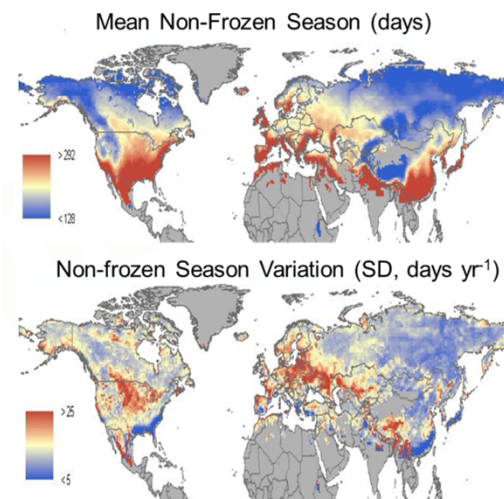 Mean Non-Frozen Season (days)
> 292
< 128
Non-frozen Season Variation (SD, days yr⁻¹)
> 25
< 5